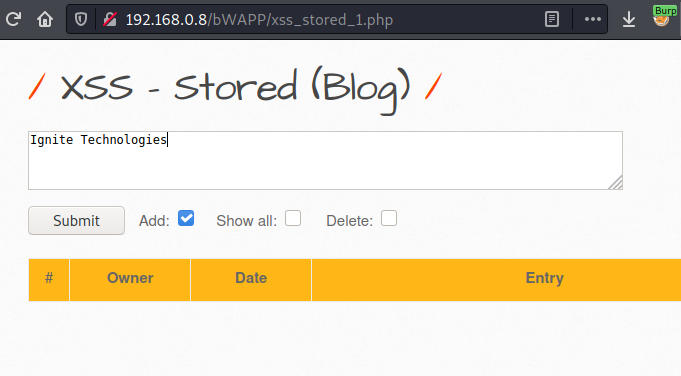 192.168.0.8/bWAPP/xss_stored_1.php
Burp
/ XSS - Stored (Blog) /
Ignite Technologies
Submit Add: Show all: Delete:
# Owner Date Entry